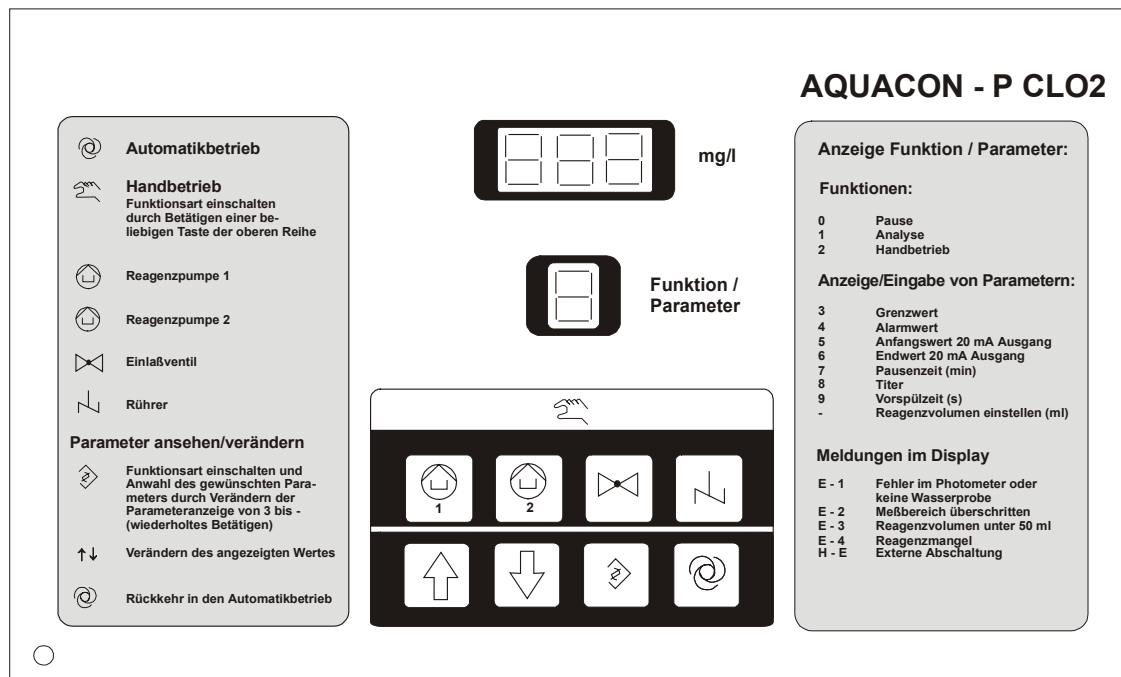 AQUACON - P CLO2
Automatikbetrieb
Handbetrieb
Funktionsart einschalten
durch Betätigen einer be-
liebigen Taste der oberen Reihe
Reagenzpumpe 1
Reagenzpumpe 2
Einlaßventil
Rührer
Parameter ansehen/verändern
Funktionsart einschalten und
Anwahl des gewünschten Para-
meters durch Verändern der
Parameteranzeige von 3 bis -
(wiederholtes Betätigen)
Verändern des angezeigten Wertes
Rückkehr in den Automatikbetrieb
mg/l
Funktion /
Parameter
1
2
Anzeige Funktion / Parameter:
Funktionen:
0 Pause
1 Analyse
2 Handbetrieb
Anzeige/Eingabe von Parametern:
3 Grenzwert
4 Alarmwert
5 Anfangswert 20 mA Ausgang
6 Endwert 20 mA Ausgang
7 Pausenzeit (min)
8 Titer
9 Vorspülzeit (s)
- Reagenzvolumen einstellen (ml)
Meldungen im Display
E - 1 Fehler im Photometer oder
keine Wasserprobe
E - 2 Meßbereich überschritten
E - 3 Reagenzvolumen unter 50 ml
E - 4 Reagenzmangel
H - E Externe Abschaltung